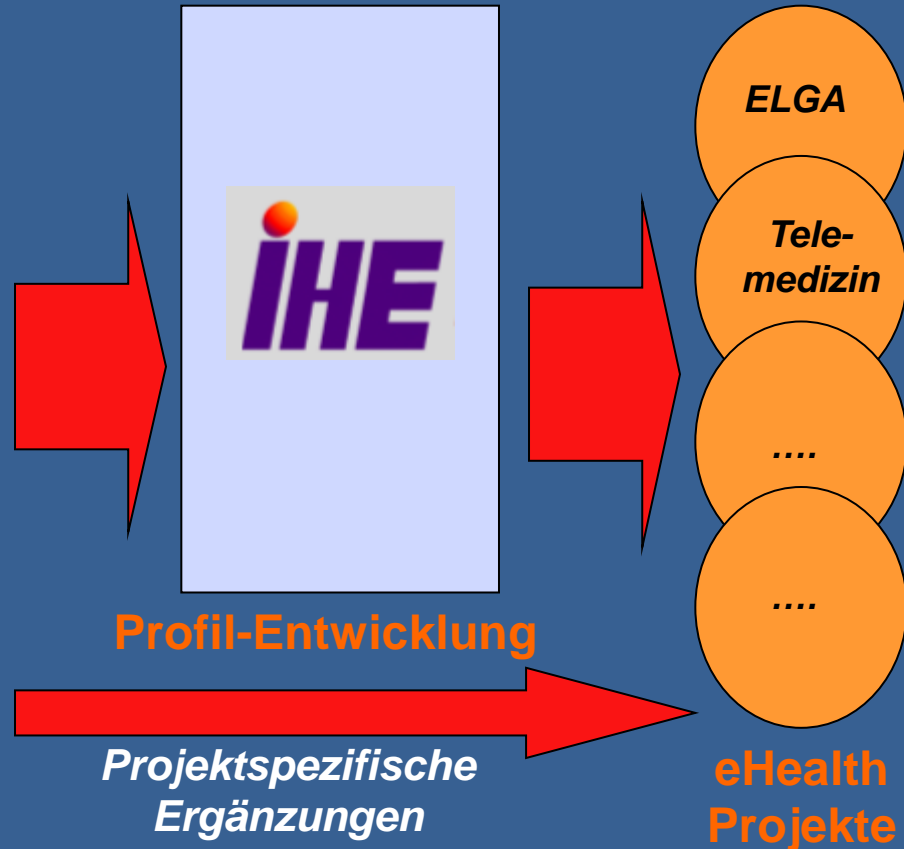 IHE
ELGA
Tele-
medizin
....
....
Profil-Entwicklung
Projektspezifische
Ergänzungen
eHealth
Projekte